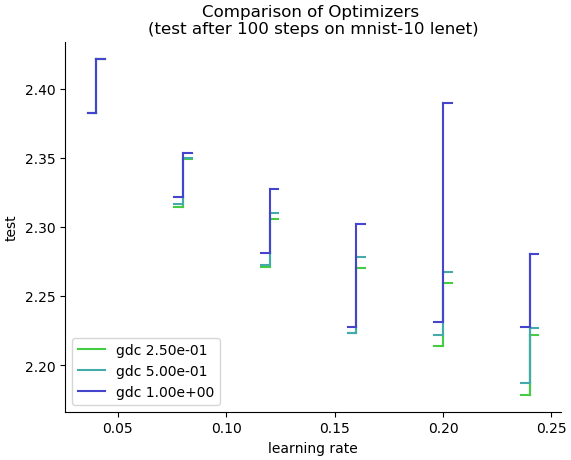 Comparison of Optimizers
(test after 100 steps on mnist-10 lenet)
test
2.40
2.35
2.30
2.25
2.20
gdc 2.50e-01
gdc 5.00e-01
gdc 1.00e+00
0.05 0.10 0.15 0.20 0.25
learning rate